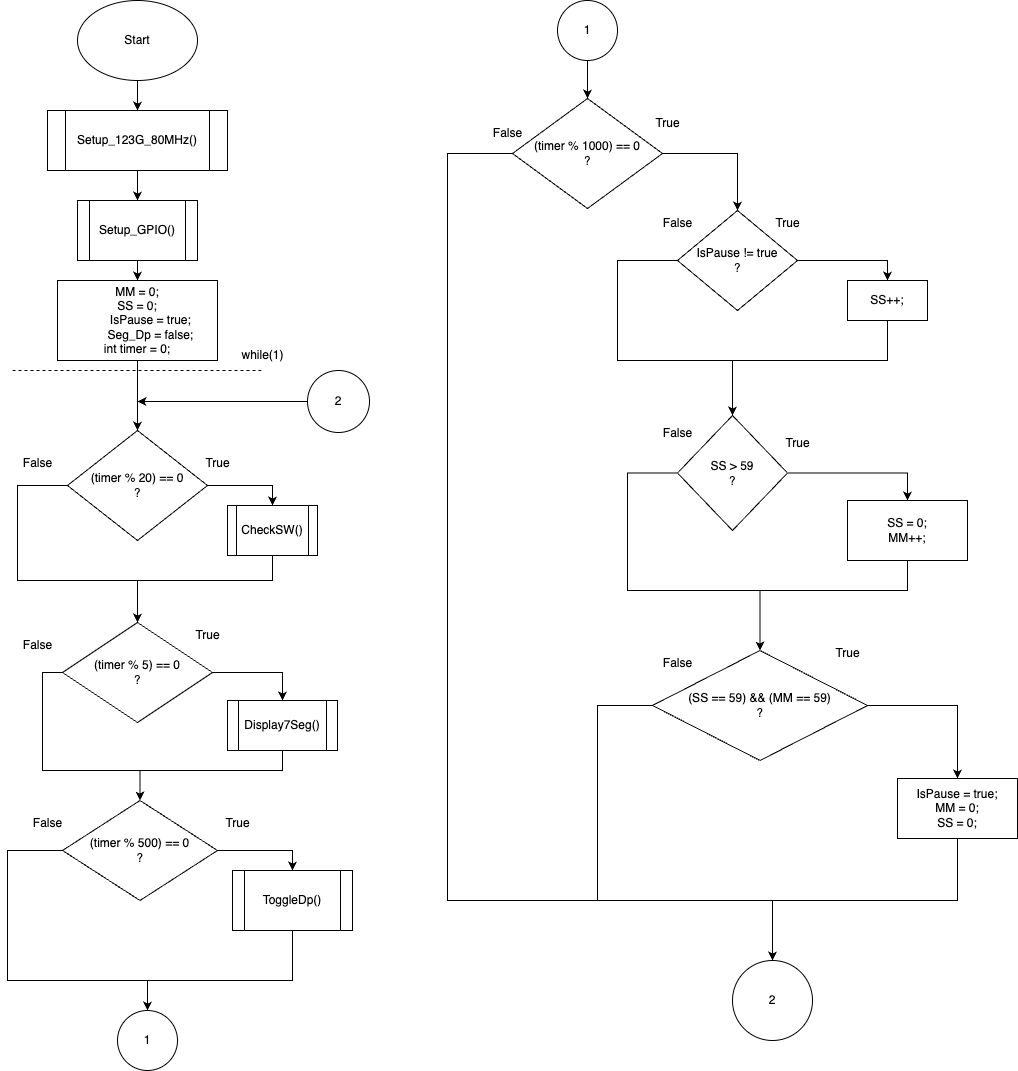 Start
Setup_123G_80MHz()
Setup_GPIO()
MM = 0;
SS = 0;
IsPause = true;
Seg_Dp = false;
int timer = 0;
while(1)
2
(timer % 20) == 0
?
False
True
CheckSW()
(timer % 5) == 0
?
False
True
Display7Seg()
(timer % 500) == 0
?
False
True
ToggleDp()
1
1
(timer % 1000) == 0
?
False
True
IsPause != true
?
False
True
SS++;
SS > 59
?
False
True
SS = 0;
MM++;
(SS == 59) && (MM == 59)
?
False
True
IsPause = true;
MM = 0;
SS = 0;
2